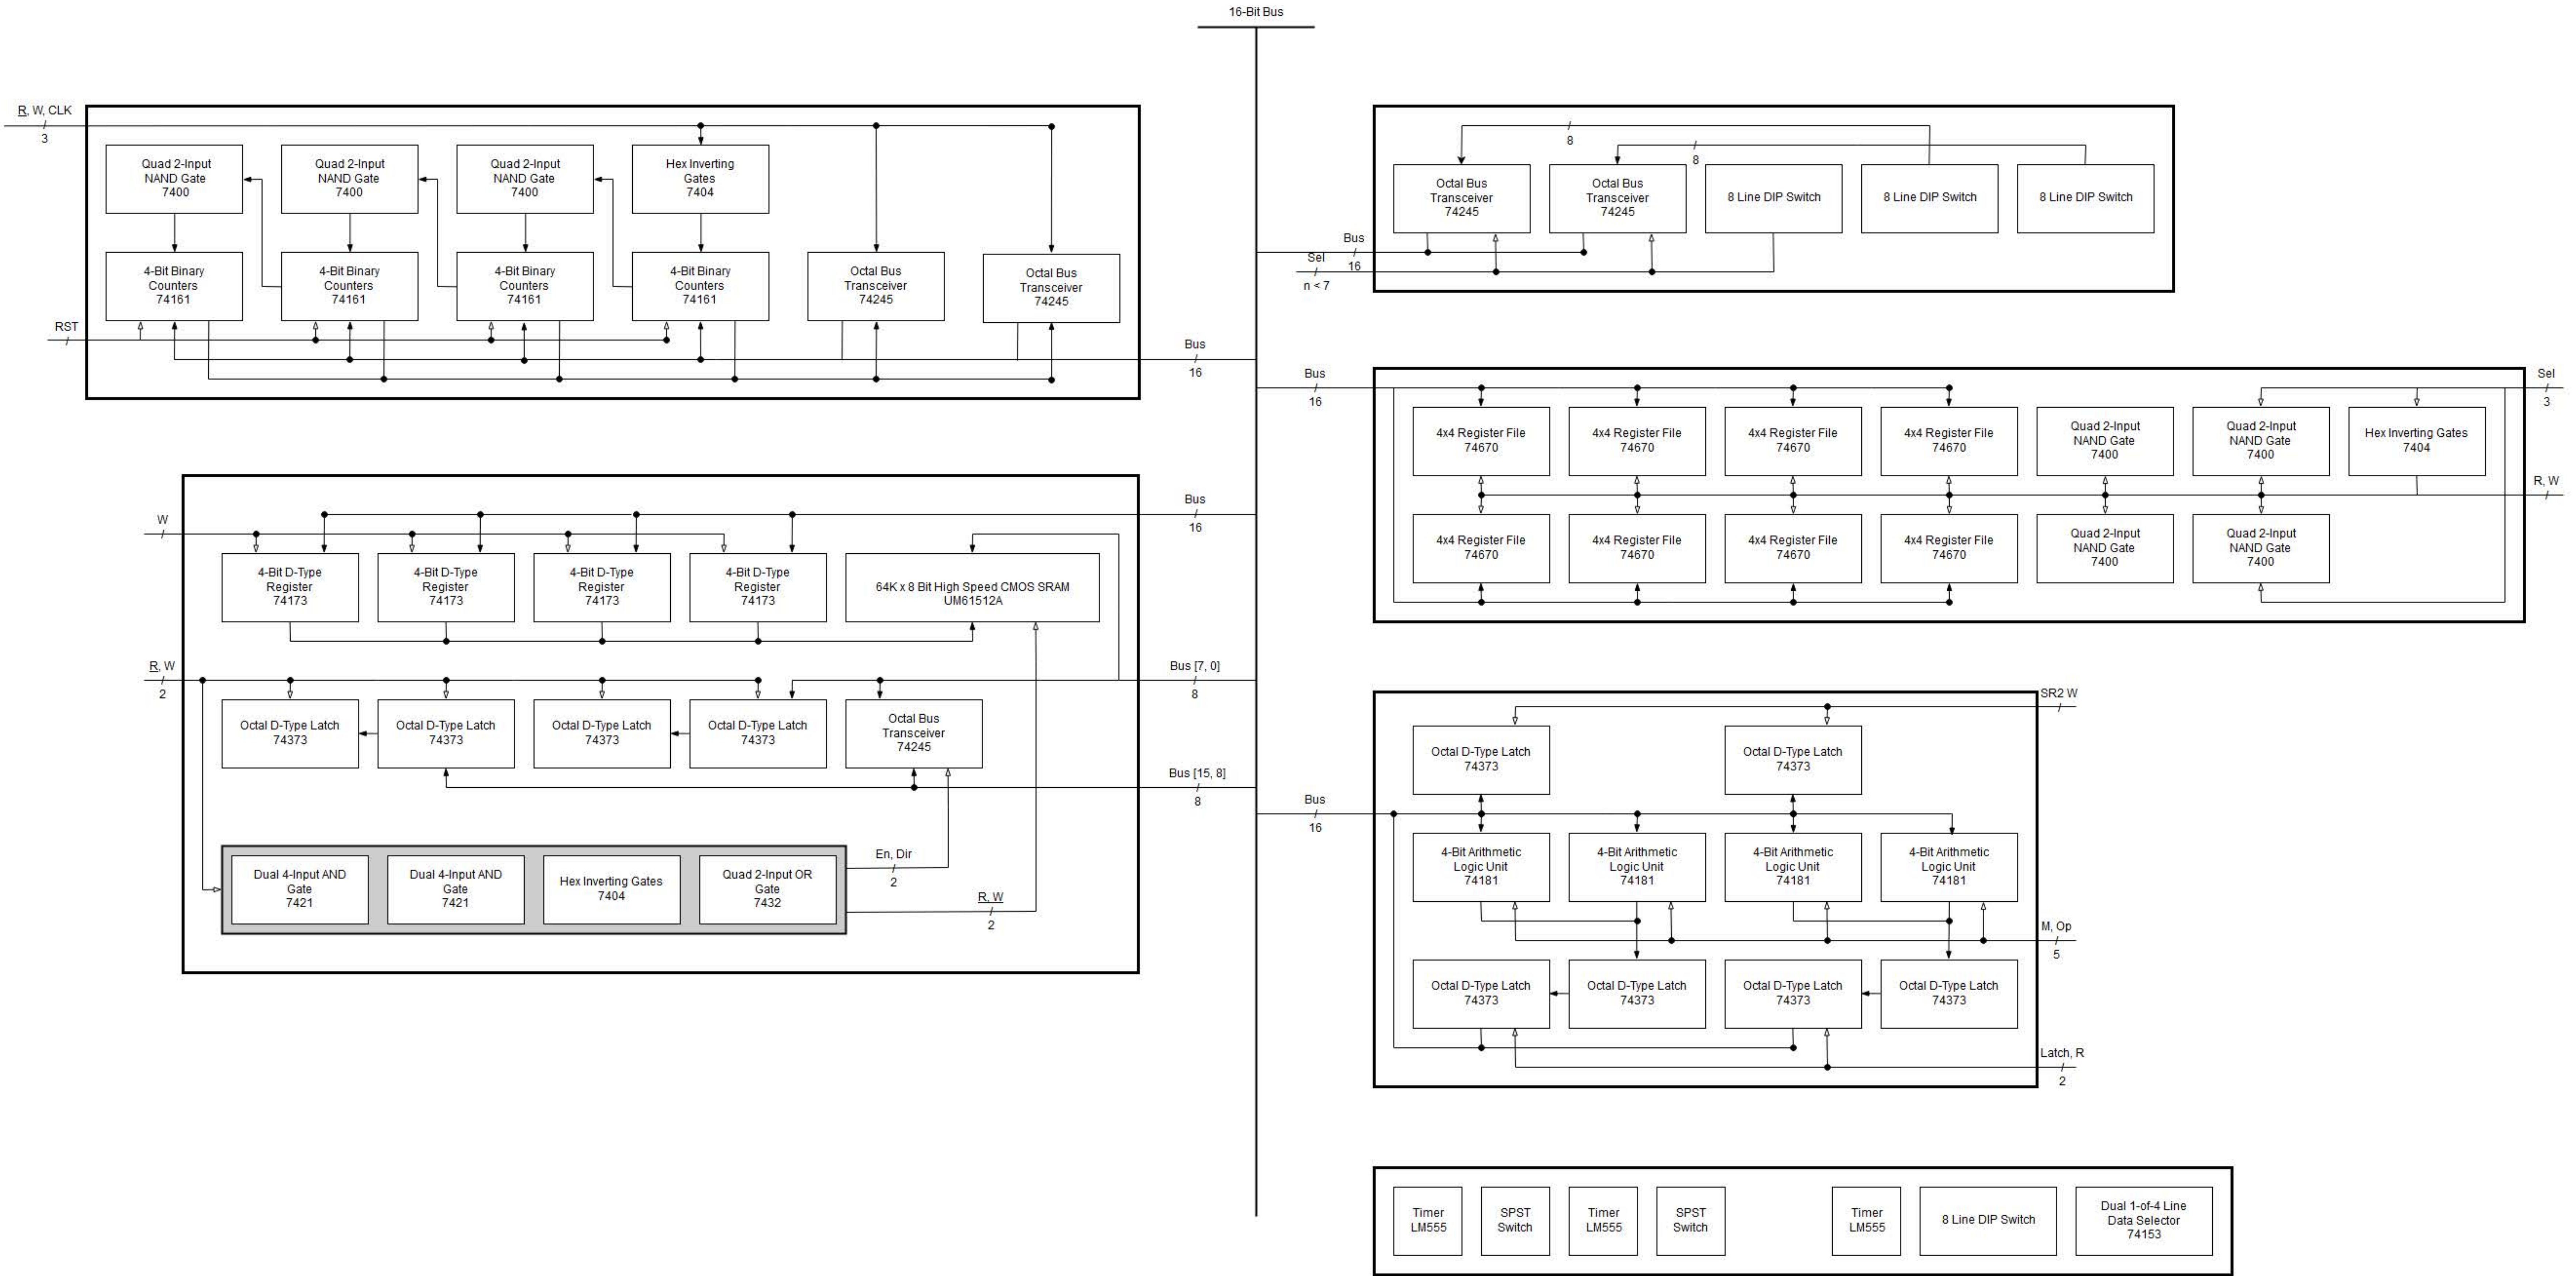 16-Bit Bus
R, W, CLK
3
Quad 2-Input
NAND Gate
7400
Quad 2-Input
NAND Gate
7400
Quad 2-Input
NAND Gate
7400
Hex Inverting
Gates
7404
4-Bit Binary
Counters
74161
4-Bit Binary
Counters
74161
4-Bit Binary
Counters
74161
4-Bit Binary
Counters
74161
Octal Bus
Transceiver
74245
Octal Bus
Transceiver
74245
RST
Bus
16
8
8
Octal Bus
Transceiver
74245
Octal Bus
Transceiver
74245
8 Line DIP Switch
8 Line DIP Switch
8 Line DIP Switch
Bus
16
Sel
n < 7
Bus
16
Sel
3
4x4 Register File
74670
4x4 Register File
74670
4x4 Register File
74670
4x4 Register File
74670
Quad 2-Input
NAND Gate
7400
Quad 2-Input
NAND Gate
7400
Hex Inverting Gates
7404
R, W
4x4 Register File
74670
4x4 Register File
74670
4x4 Register File
74670
4x4 Register File
74670
Quad 2-Input
NAND Gate
7400
Quad 2-Input
NAND Gate
7400
Bus
16
W
4-Bit D-Type
Register
74173
4-Bit D-Type
Register
74173
4-Bit D-Type
Register
74173
4-Bit D-Type
Register
74173
64K x 8 Bit High Speed CMOS SRAM
UM61512A
R, W
2
Bus [7, 0]
8
Octal D-Type Latch
74373
Octal D-Type Latch
74373
Octal D-Type Latch
74373
Octal D-Type Latch
74373
Octal Bus
Transceiver
74245
Bus [15, 8]
8
Dual 4-Input AND
Gate
7421
Dual 4-Input AND
Gate
7421
Hex Inverting Gates
7404
Quad 2-Input OR
Gate
7432
En, Dir
2
R, W
2
SR2 W
Octal D-Type Latch
74373
Octal D-Type Latch
74373
Bus
16
4-Bit Arithmetic
Logic Unit
74181
4-Bit Arithmetic
Logic Unit
74181
4-Bit Arithmetic
Logic Unit
74181
4-Bit Arithmetic
Logic Unit
74181
M, Op
5
Octal D-Type Latch
74373
Octal D-Type Latch
74373
Octal D-Type Latch
74373
Octal D-Type Latch
74373
Latch, R
2
Timer
LM555
SPST
Switch
Timer
LM555
SPST
Switch
Timer
LM555
8 Line DIP Switch
Dual 1-of-4 Line
Data Selector
74153